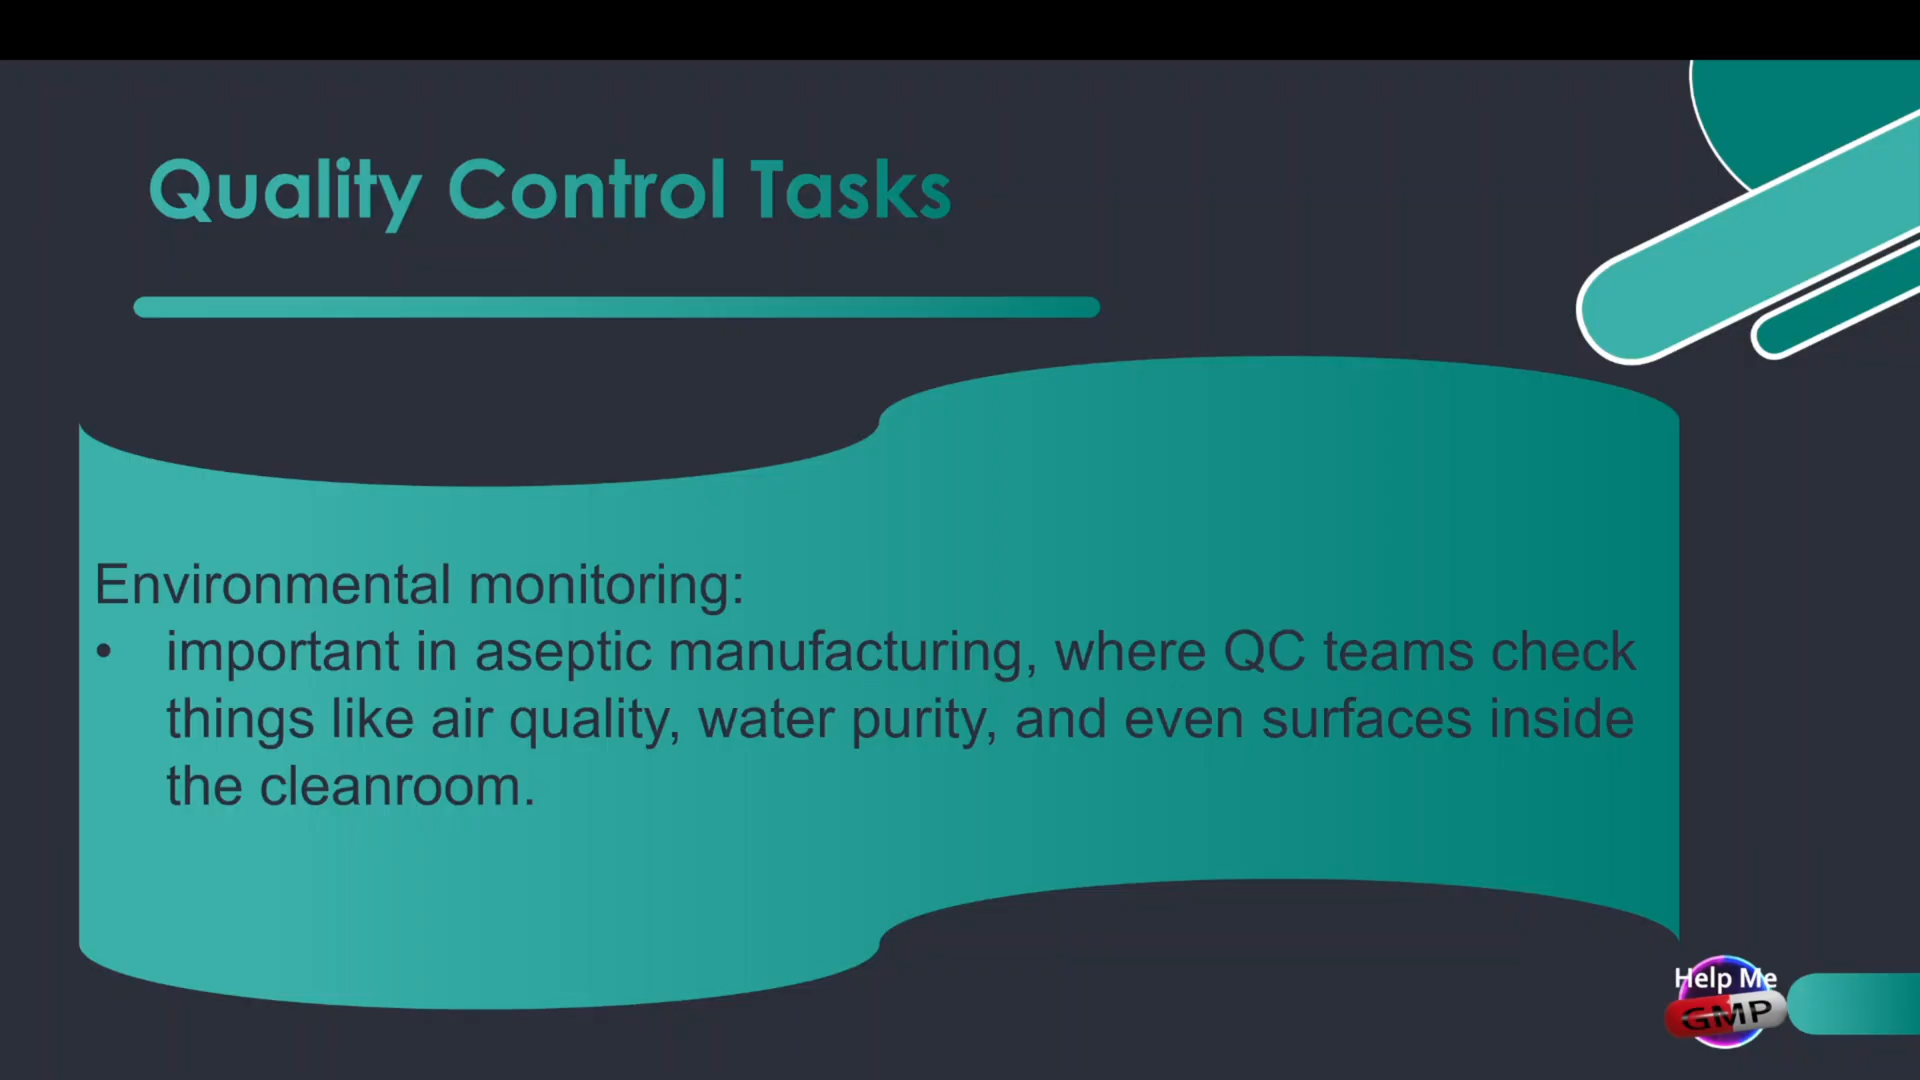 Quality Control Tasks
Environmental monitoring:
• important in aseptic manufacturing, where QC teams check
things like air quality, water purity, and even surfaces inside
the cleanroom.
Help Me
GMP